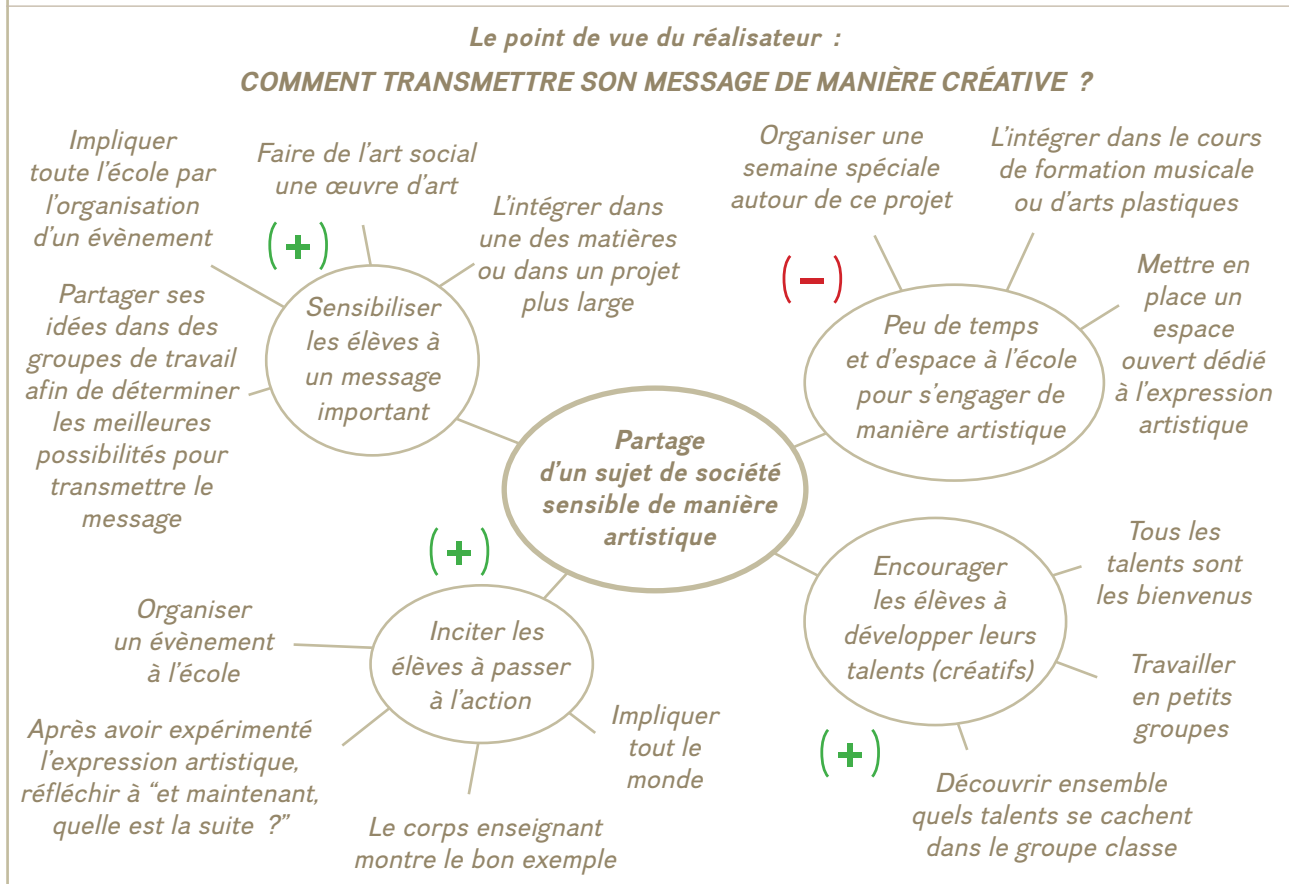 Le point de vue du réalisateur :
COMMENT TRANSMETTRE SON MESSAGE DE MANIÈRE CRÉATIVE ?
Impliquer
toute l'école par
l'organisation
d'un évènement
Faire de l'art social
une œuvre d'art
L'intégrer dans
une des matières
ou dans un projet
plus large
(+)
Partager ses
idées dans des
groupes de travail
afin de déterminer
les meilleures
possibilités pour
transmettre le
message
Sensibiliser
les élèves à
un message
important
Organiser une
semaine spéciale
autour de ce projet
L'intégrer dans le cours
de formation musicale
ou d'arts plastiques
(-)
Mettre en
place un
espace
ouvert dédié
à l'expression
artistique
Peu de temps
et d'espace à l'école
pour s'engager de
manière artistique
Partage
d'un sujet de société
sensible de manière
artistique
(+)
Organiser
un évènement
à l'école
Inciter les
élèves à passer
à l'action
Après avoir expérimenté
l'expression artistique,
réfléchir à “et maintenant,
quelle est la suite ?”
Le corps enseignant
montre le bon exemple
Impliquer
tout le
monde
Encourager
les élèves à
développer leurs
talents (créatifs)
Tous les
talents sont
les bienvenus
Travailler
en petits
groupes
(+)
Découvrir ensemble
quels talents se cachent
dans le groupe classe